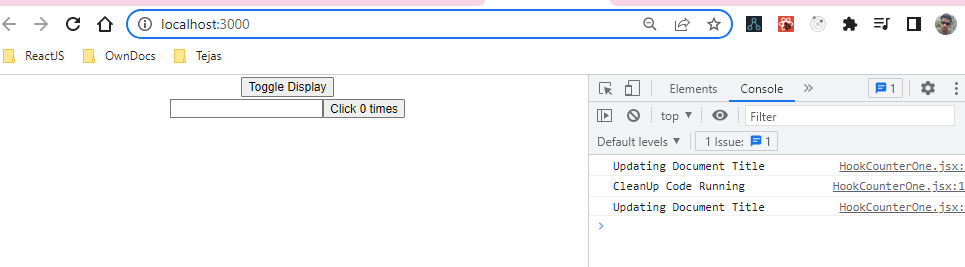 localhost:3000
ReactJS OwnDocs Tejas
Toggle Display
Click 0 times
Elements Console 1
top Filter
Default levels 1 Issue: 1
Updating Document Title HookCounterOne.jsx:
CleanUp Code Running HookCounterOne.jsx:1
Updating Document Title HookCounterOne.jsx: